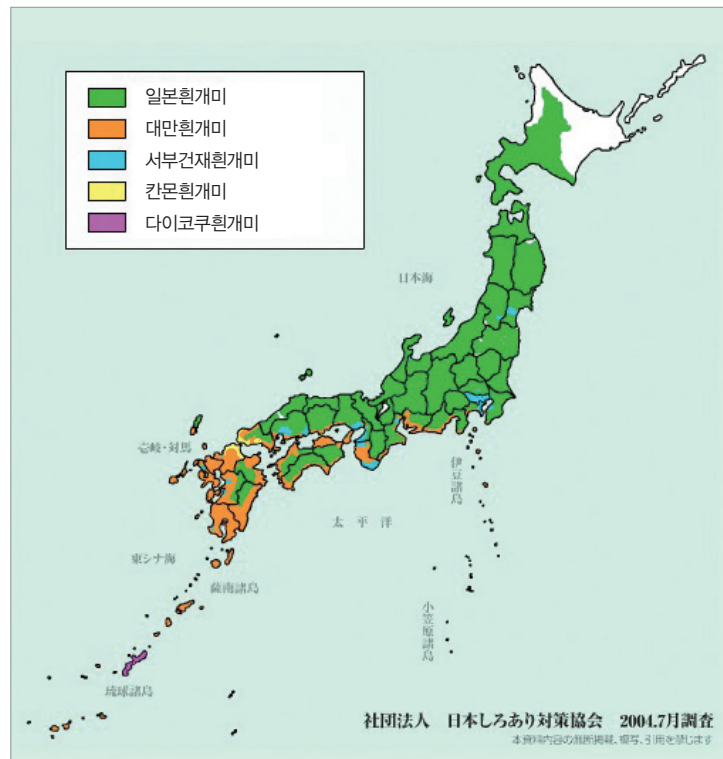 일본흰개미
대만흰개미
서부건재흰개미
칸몬흰개미
다이코쿠흰개미
日本海
壱岐・対馬
伊豆諸島
太 平 洋
東シナ海
薩南諸島
小笠原諸島
琉球諸島
社団法人 日本しろあり対策協会 2004.7月調査
本資料内容の無断掲載、複写、引用を禁じます